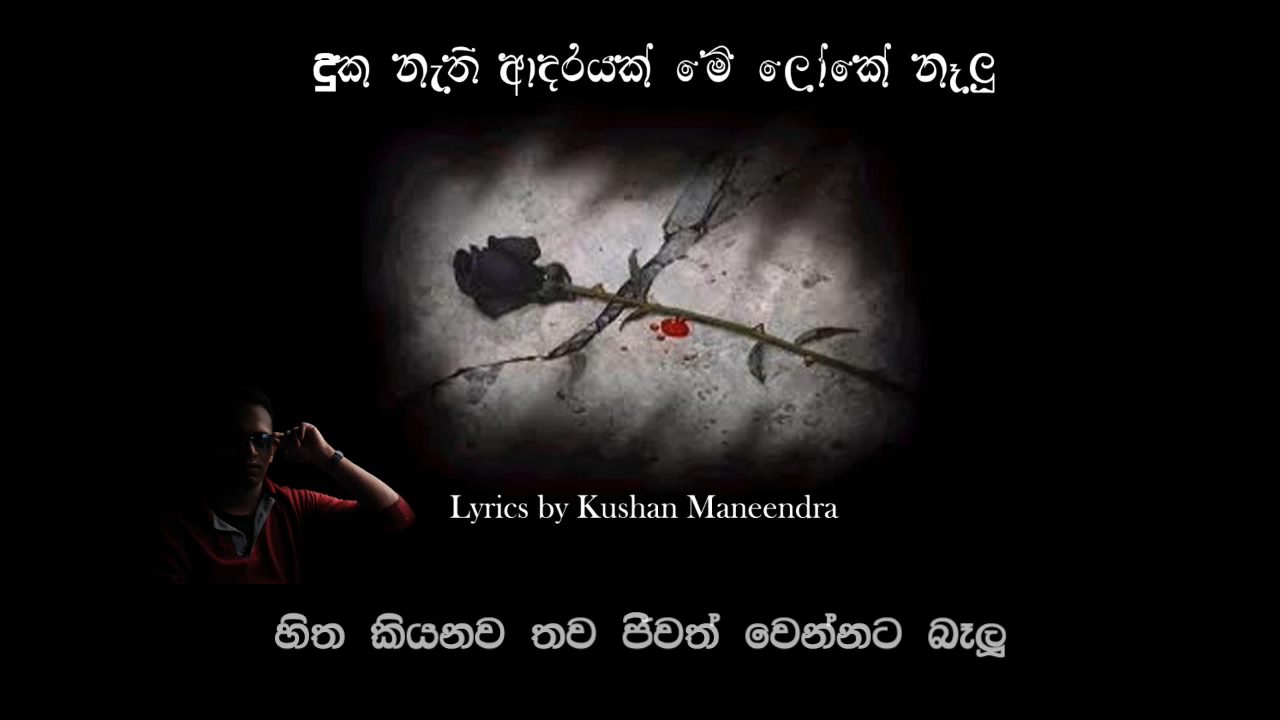 දුක නැති ආදරයක් මේ ලෝකේ නෑලු
Lyrics by Kushan Maneendra
හිත කියනව තව ජීවත් වෙන්නට බෑලූ